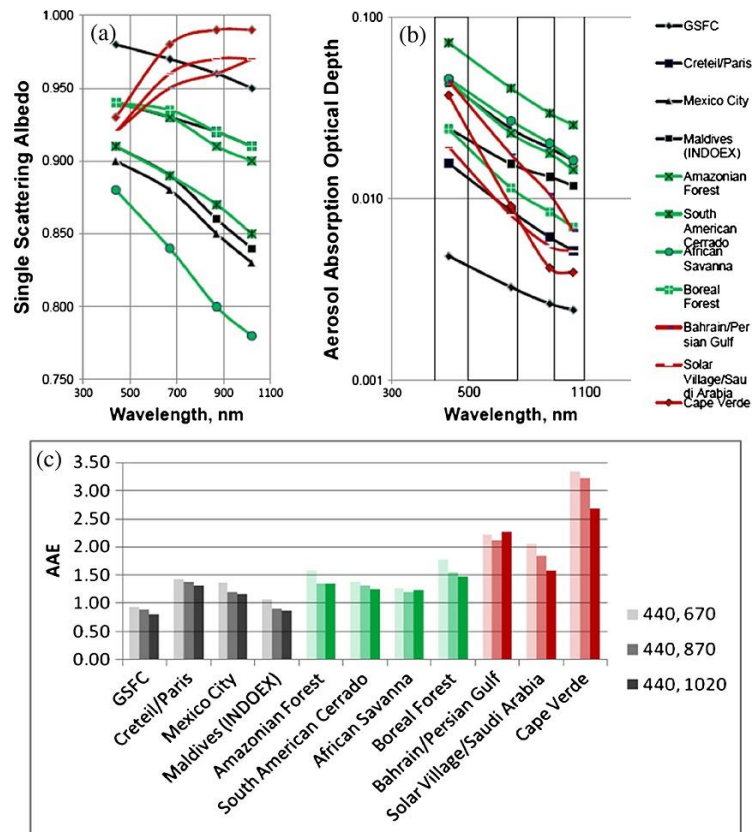 (a)
1.000
0.950
0.900
0.850
0.800
0.750
Single Scattering Albedo
300 500 700 900 1100
Wavelength, nm
(b)
0.100
0.010
0.001
Aerosol Absorption Optical Depth
300 500 1100
Wavelength, nm
GSFC
Creteil/Paris
Mexico City
Maldives
(INDOEX)
Amazonian
Forest
South
American
Cerrado
African
Savanna
Boreal
Forest
Bahrain/Per
sian Gulf
Solar
Village/Sau
di Arabia
Cape Verde
(c)
3.50
3.00
2.50
2.00
1.50
1.00
0.50
0.00
AAE
GSFC
Creteil/Paris
Mexico City
Maldives (INDOEX)
Amazonian Forest
South American Cerrado
African Savanna
Boreal Forest
Bahrain/Persian Gulf
Solar Village/Saudi Arabia
Cape Verde
440, 670
440, 870
440, 1020